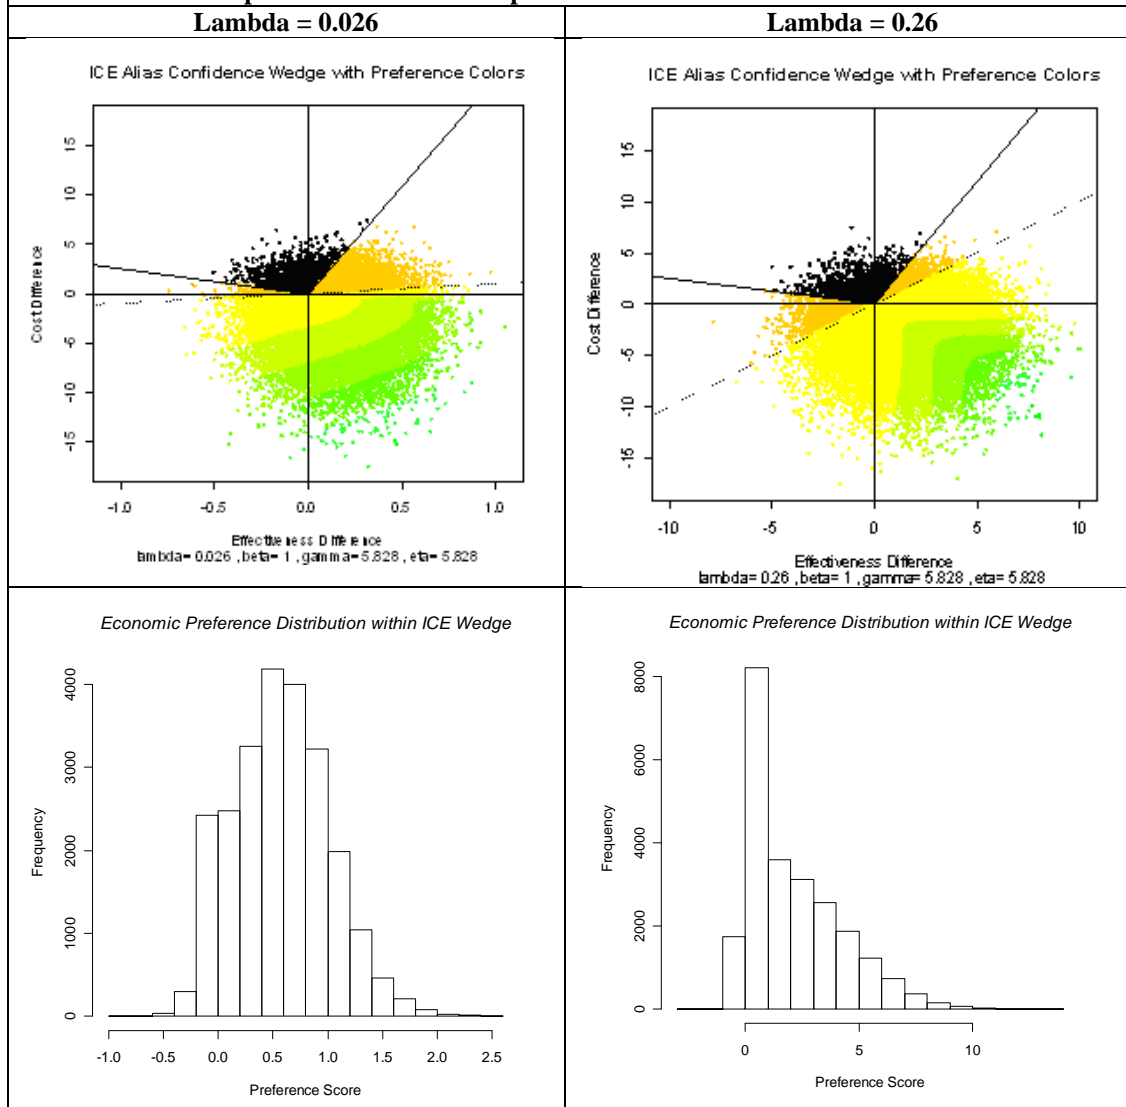 Lambda = 0.026
Lambda = 0.26
ICE Alias Confidence Wedge with Preference Colors
Cost Difference
15
10
5
0
-5
-10
-15
-1.0 -0.5 0.0 0.5 1.0
Effectiveness Difference
lambda= 0.026 , beta= 1 , gamma= 5.828 , eta= 5.828
ICE Alias Confidence Wedge with Preference Colors
Cost Difference
15
10
5
0
-5
-10
-15
-10 -5 0 5 10
Effectiveness Difference
lambda= 0.26 , beta= 1 , gamma= 5.828 , eta= 5.828
Economic Preference Distribution within ICE Wedge
Frequency
4000
3000
2000
1000
0
-1.0 -0.5 0.0 0.5 1.0 1.5 2.0 2.5
Preference Score
Economic Preference Distribution within ICE Wedge
Frequency
8000
6000
4000
2000
0
0 5 10
Preference Score